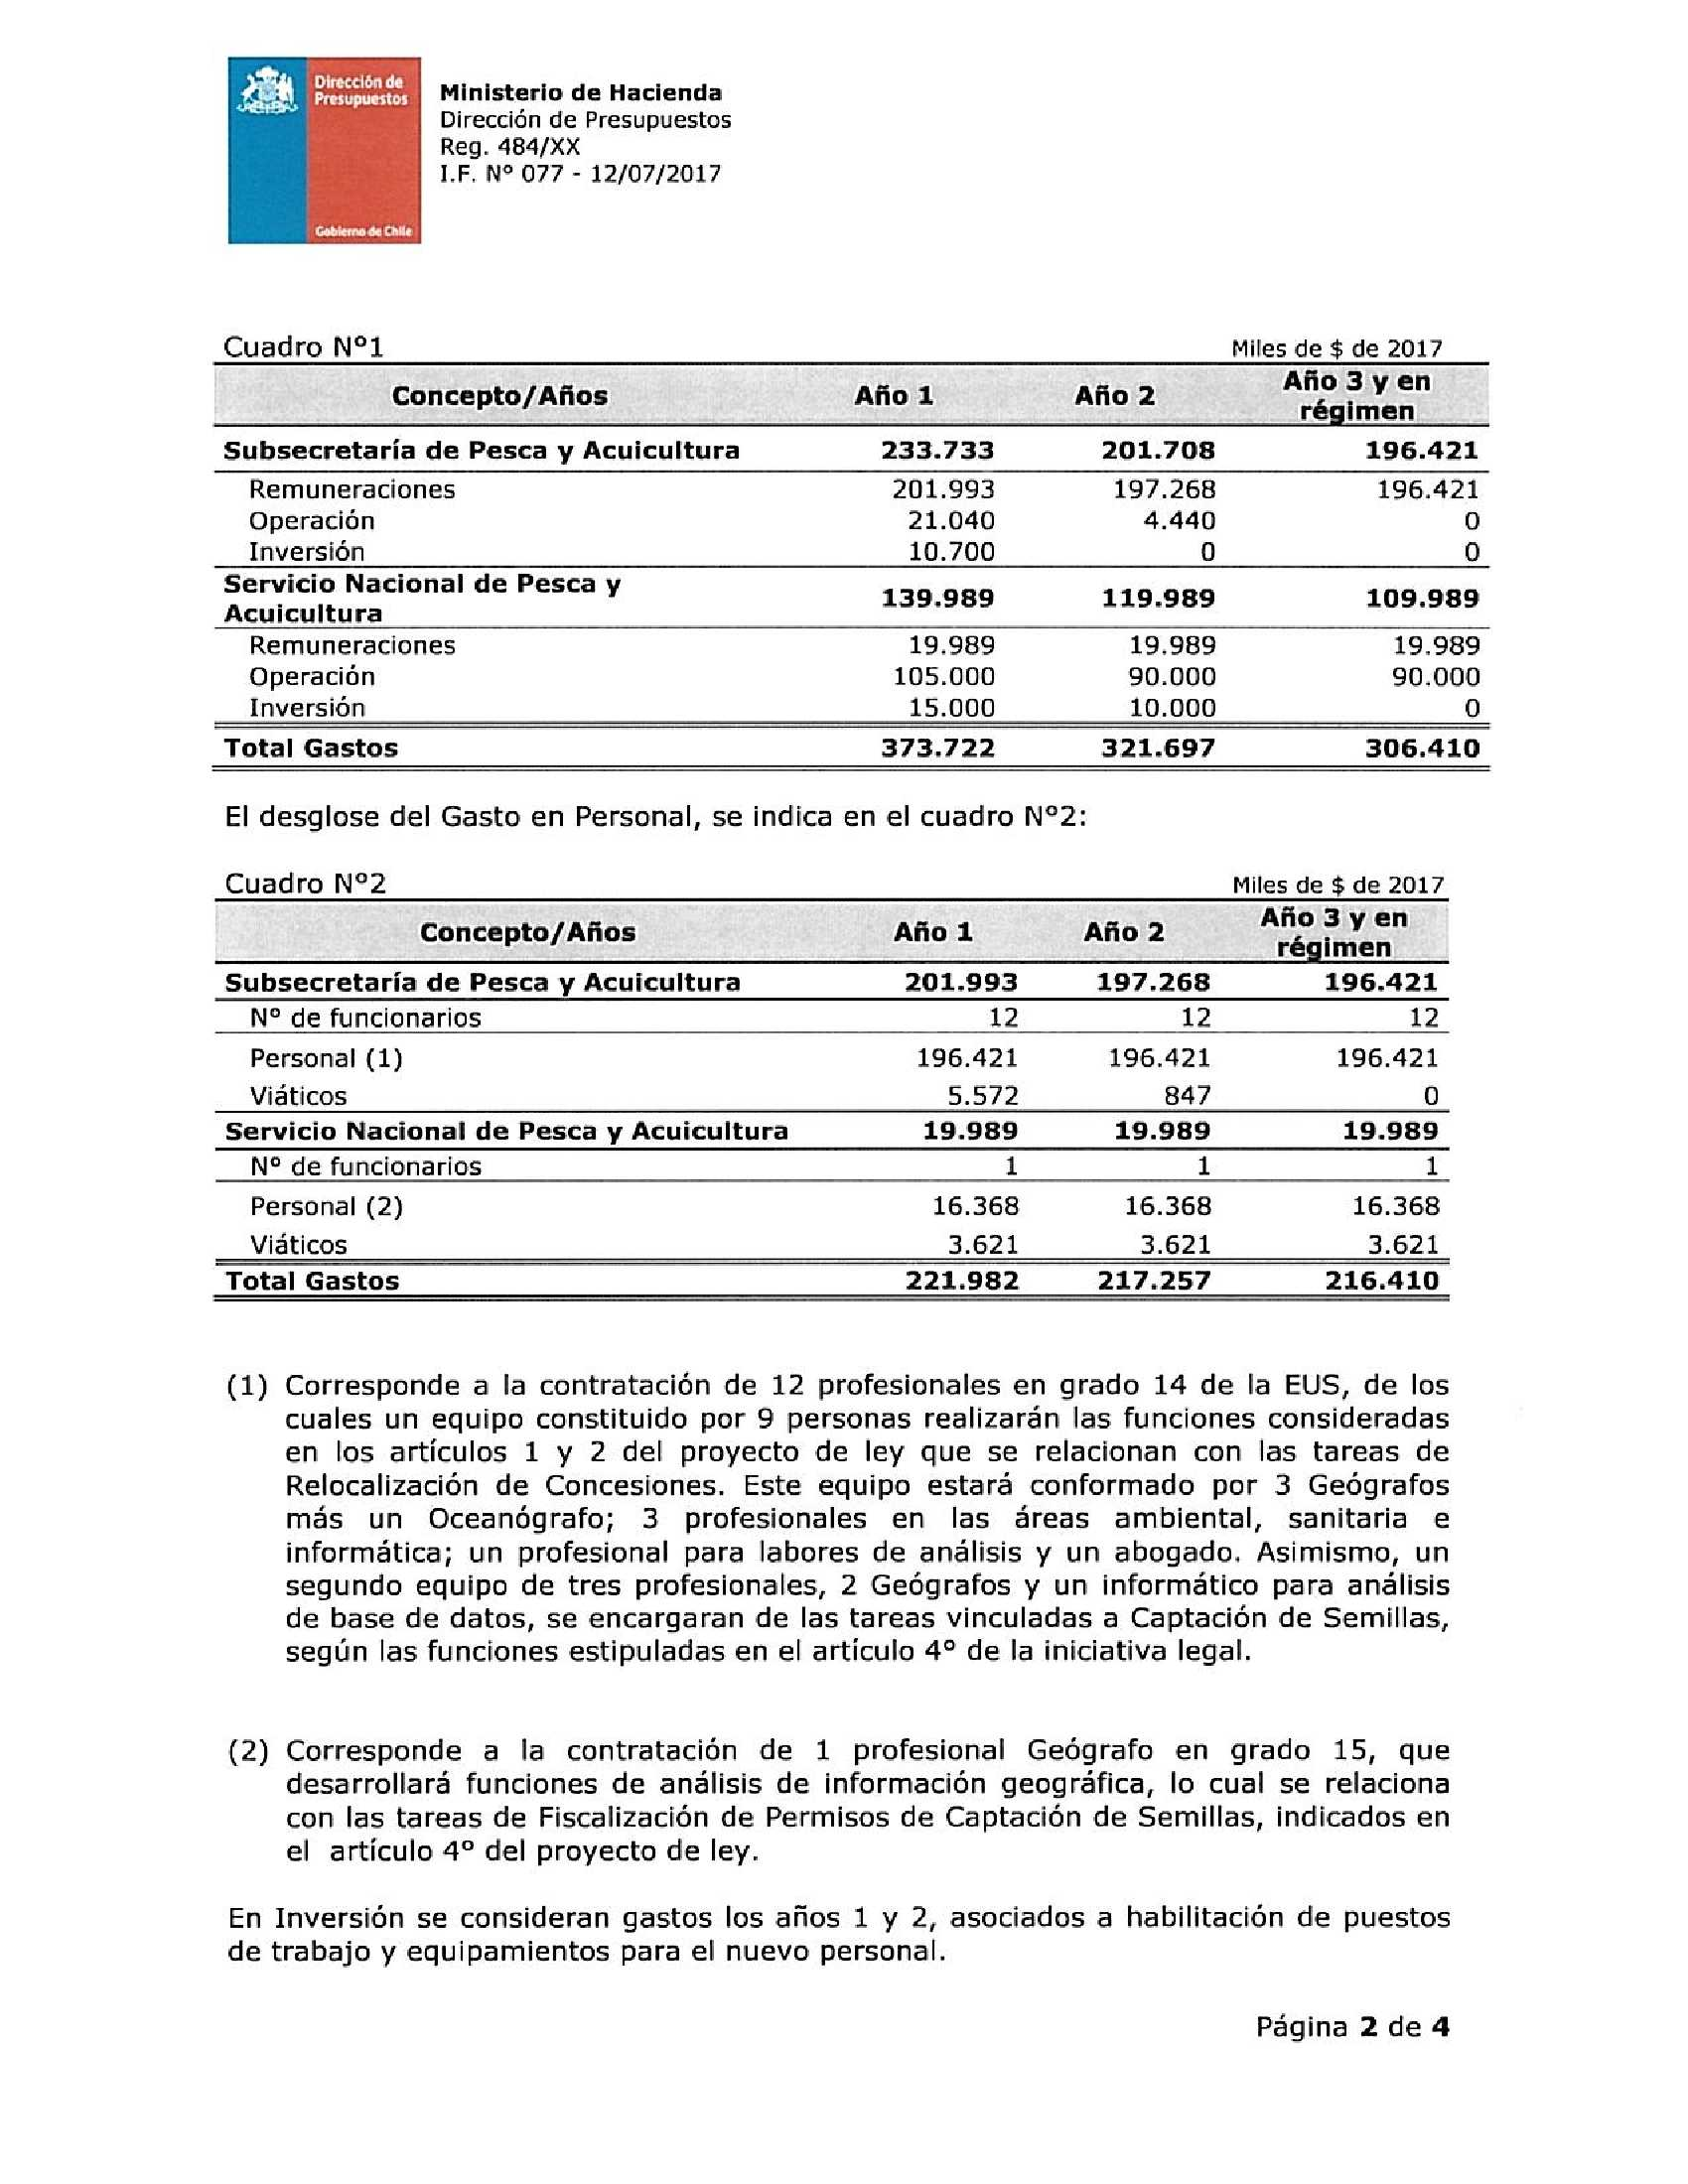 Dirección de
Presupuestos
Gobierno de Chile
Ministerio de Hacienda
Dirección de Presupuestos
Reg. 484/XX
I.F. Nº 077 - 12/07/2017
Cuadro Nº1 Miles de $ de 2017
Concepto/Años Año 1 Año 2 Año 3 y en régimen
Subsecretaría de Pesca y Acuicultura 233.733 201.708 196.421
Remuneraciones 201.993 197.268 196.421
Operación 21.040 4.440 0
Inversión 10.700 0 0
Servicio Nacional de Pesca y
Acuicultura 139.989 119.989 109.989
Remuneraciones 19.989 19.989 19.989
Operación 105.000 90.000 90.000
Inversión 15.000 10.000 0
Total Gastos 373.722 321.697 306.410
El desglose del Gasto en Personal, se indica en el cuadro Nº2:
Cuadro Nº2 Miles de $ de 2017
Concepto/Años Año 1 Año 2 Año 3 y en régimen
Subsecretaría de Pesca y Acuicultura 201.993 197.268 196.421
Nº de funcionarios 12 12 12
Personal (1) 196.421 196.421 196.421
Viáticos 5.572 847 0
Servicio Nacional de Pesca y Acuicultura 19.989 19.989 19.989
Nº de funcionarios 1 1 1
Personal (2) 16.368 16.368 16.368
Viáticos 3.621 3.621 3.621
Total Gastos 221.982 217.257 216.410
(1) Corresponde a la contratación de 12 profesionales en grado 14 de la EUS, de los
cuales un equipo constituido por 9 personas realizarán las funciones consideradas
en los artículos 1 y 2 del proyecto de ley que se relacionan con las tareas de
Relocalización de Concesiones. Este equipo estará conformado por 3 Geógrafos
más un Oceanógrafo; 3 profesionales en las áreas ambiental, sanitaria e
informática; un profesional para labores de análisis y un abogado. Asimismo, un
segundo equipo de tres profesionales, 2 Geógrafos y un informático para análisis
de base de datos, se encargaran de las tareas vinculadas a Captación de Semillas,
según las funciones estipuladas en el artículo 4º de la iniciativa legal.
(2) Corresponde a la contratación de 1 profesional Geógrafo en grado 15, que
desarrollará funciones de análisis de información geográfica, lo cual se relaciona
con las tareas de Fiscalización de Permisos de Captación de Semillas, indicados en
el artículo 4º del proyecto de ley.
En Inversión se consideran gastos los años 1 y 2, asociados a habilitación de puestos
de trabajo y equipamientos para el nuevo personal.
Página 2 de 4